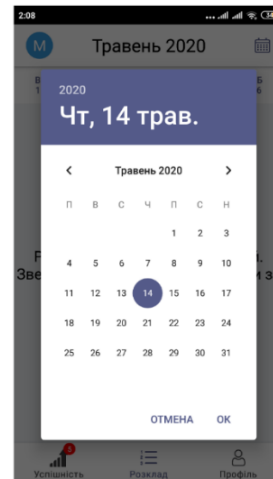 2:08
М Травень 2020
2020
Чт, 14 трав.
Травень 2020
П В С Ч П С Н
1 2 3
4 5 6 7 8 9 10
11 12 13 14 15 16 17
18 19 20 21 22 23 24
25 26 27 28 29 30 31
ОТМЕНА ОК
Успішність Розклад Профіль